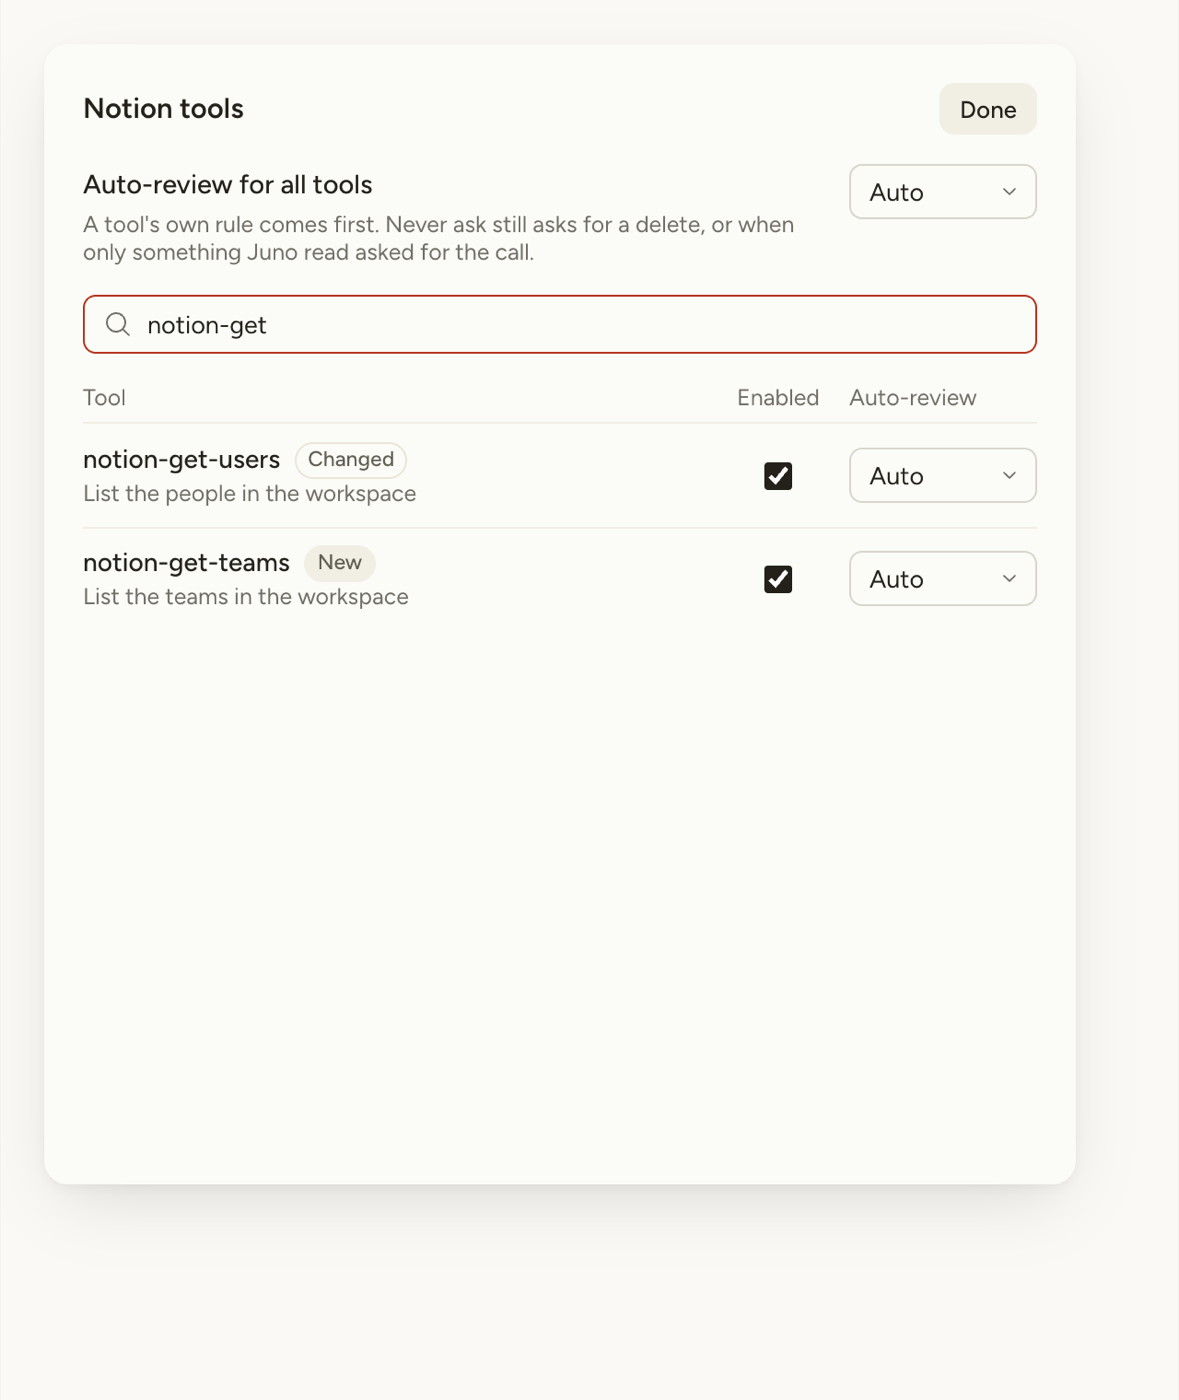 Notion tools
Done
Auto-review for all tools
Auto
A tool's own rule comes first. Never ask still asks for a delete, or when
only something Juno read asked for the call.
notion-get
Tool Enabled Auto-review
notion-get-users Changed
List the people in the workspace
Auto
notion-get-teams New
List the teams in the workspace
Auto